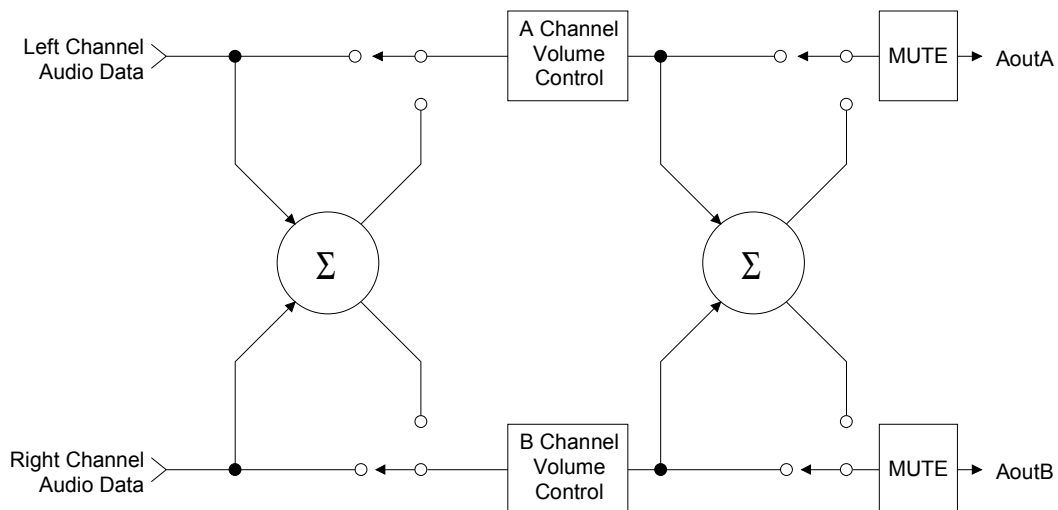 Left Channel
Audio Data
A Channel
Volume
Control
MUTE
AoutA
Σ
Σ
Right Channel
Audio Data
B Channel
Volume
Control
MUTE
AoutB